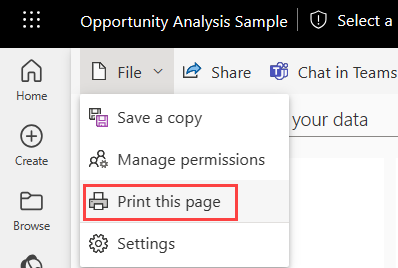 Opportunity Analysis Sample Select a
File Share Chat in Teams
Home
Save a copy
your data
Manage permissions
Create
Print this page
Browse
Settings